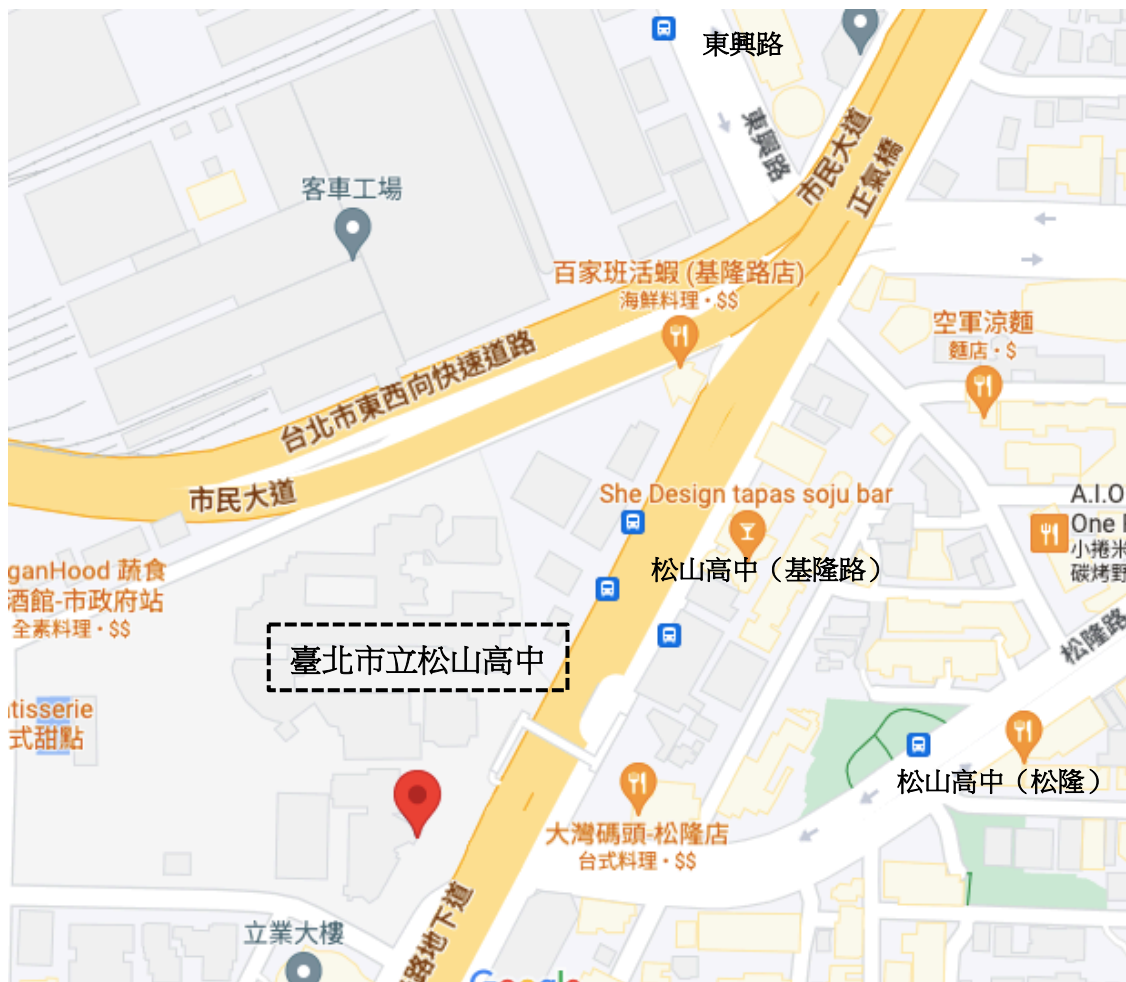 東興路
東興路
市民大道
正氣橋
客車工場
百家班活蝦 (基隆路店)
海鮮料理・$$
空軍涼麵
麵店・$
台北市東西向快速道路
市民大道
She Design tapas soju bar
A.I.O
One
小捲米
碳烤野
松山高中（基隆路）
ganHood 蔬食
酒館-市政府站
全素料理・$$
松隆路
臺北市立松山高中
tisserie
式甜點
松山高中（松隆）
大灣碼頭-松隆店
台式料理・$$
路地下道
立業大樓
Google